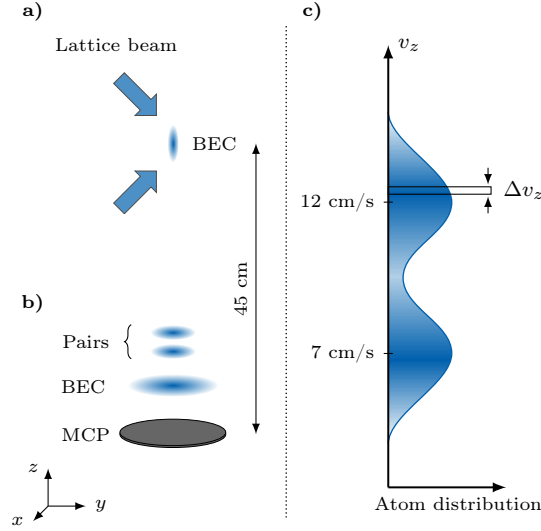 a)
Lattice beam
BEC
45 cm
b)
Pairs
BEC
MCP
z
y
x
c)
v_z
12 cm/s
Δv_z
7 cm/s
Atom distribution